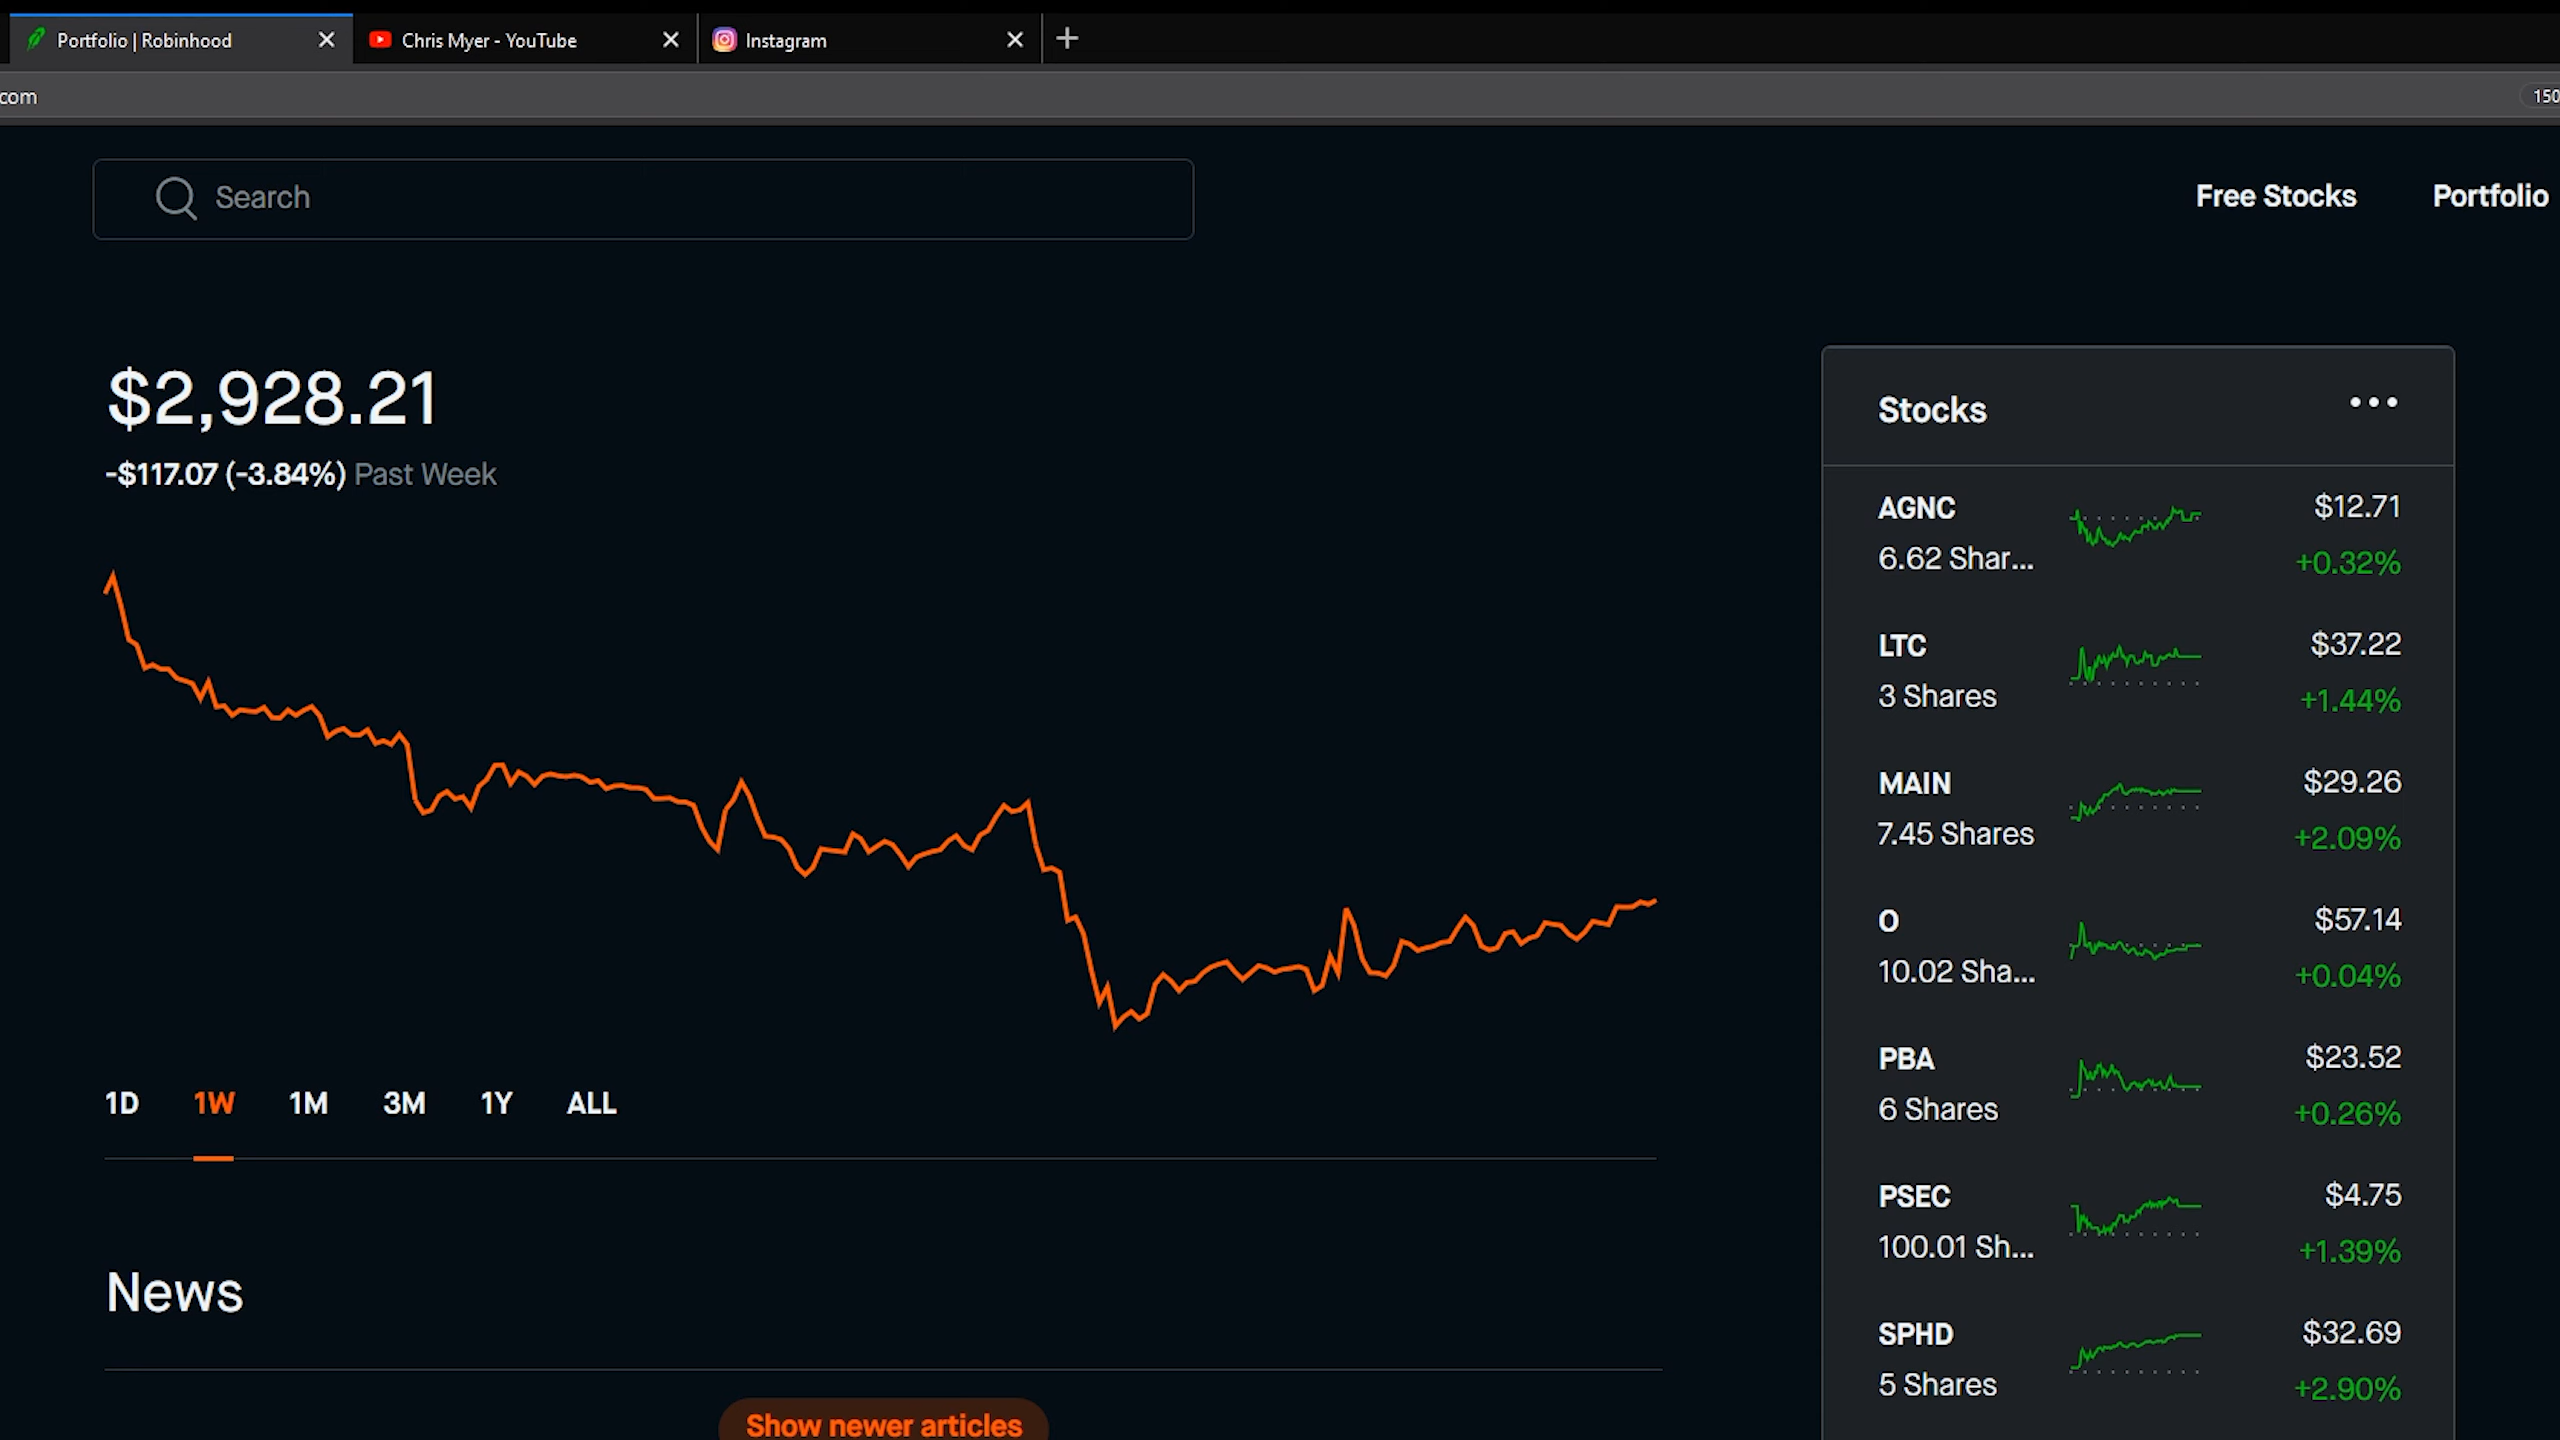 Portfolio | Robinhood
Chris Myer - YouTube
Instagram
com
150
Search
Free Stocks
Portfolio
$2,928.21
-$117.07 (-3.84%) Past Week
1D 1W 1M 3M 1Y ALL
News
Show newer articles
Stocks
AGNC $12.71
6.62 Shar... +0.32%
LTC $37.22
3 Shares +1.44%
MAIN $29.26
7.45 Shares +2.09%
O $57.14
10.02 Sha... +0.04%
PBA $23.52
6 Shares +0.26%
PSEC $4.75
100.01 Sh... +1.39%
SPHD $32.69
5 Shares +2.90%